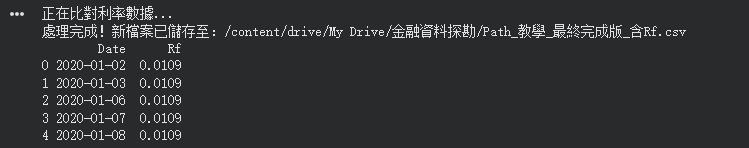 正在比對利率數據...
處理完成！新檔案已儲存至：/content/drive/My Drive/金融資料探勘/Path_教學_最終完成版_含Rf.csv
Date Rf
0 2020-01-02 0.0109
1 2020-01-03 0.0109
2 2020-01-06 0.0109
3 2020-01-07 0.0109
4 2020-01-08 0.0109